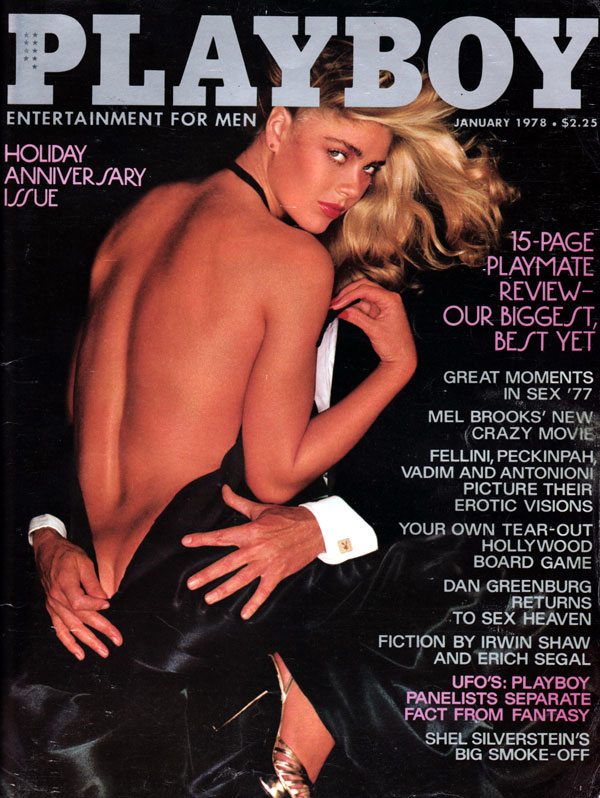 PLAYBOY
ENTERTAINMENT FOR MEN
JANUARY 1978 • $2.25
HOLIDAY
ANNIVERSARY
ISSUE
15-PAGE
PLAYMATE
REVIEW–
OUR BIGGEST,
BEST YET
GREAT MOMENTS
IN SEX '77
MEL BROOKS' NEW
CRAZY MOVIE
FELLINI, PECKINPAH,
VADIM AND ANTONIONI
PICTURE THEIR
EROTIC VISIONS
YOUR OWN TEAR-OUT
HOLLYWOOD
BOARD GAME
DAN GREENBURG
RETURNS
TO SEX HEAVEN
FICTION BY IRWIN SHAW
AND ERICH SEGAL
UFO'S: PLAYBOY
PANELISTS SEPARATE
FACT FROM FANTASY
SHEL SILVERSTEIN'S
BIG SMOKE-OFF